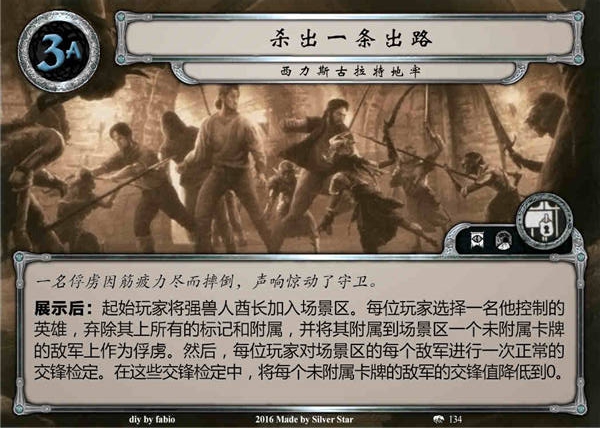 3A
杀出一条出路
西力斯古拉特地牢
一名俘虏因筋疲力尽而摔倒，声响惊动了守卫。
展示后：起始玩家将强兽人酋长加入场景区。每位玩家选择一名他控制的
英雄，弃除其上所有的标记和附属，并将其附属到场景区一个未附属卡牌
的敌军上作为俘虏。然后，每位玩家对场景区的每个敌军进行一次正常的
交锋检定。在这些交锋检定中，将每个未附属卡牌的敌军的交锋值降低到0。
diy by fabio
2016 Made by Silver Star
134